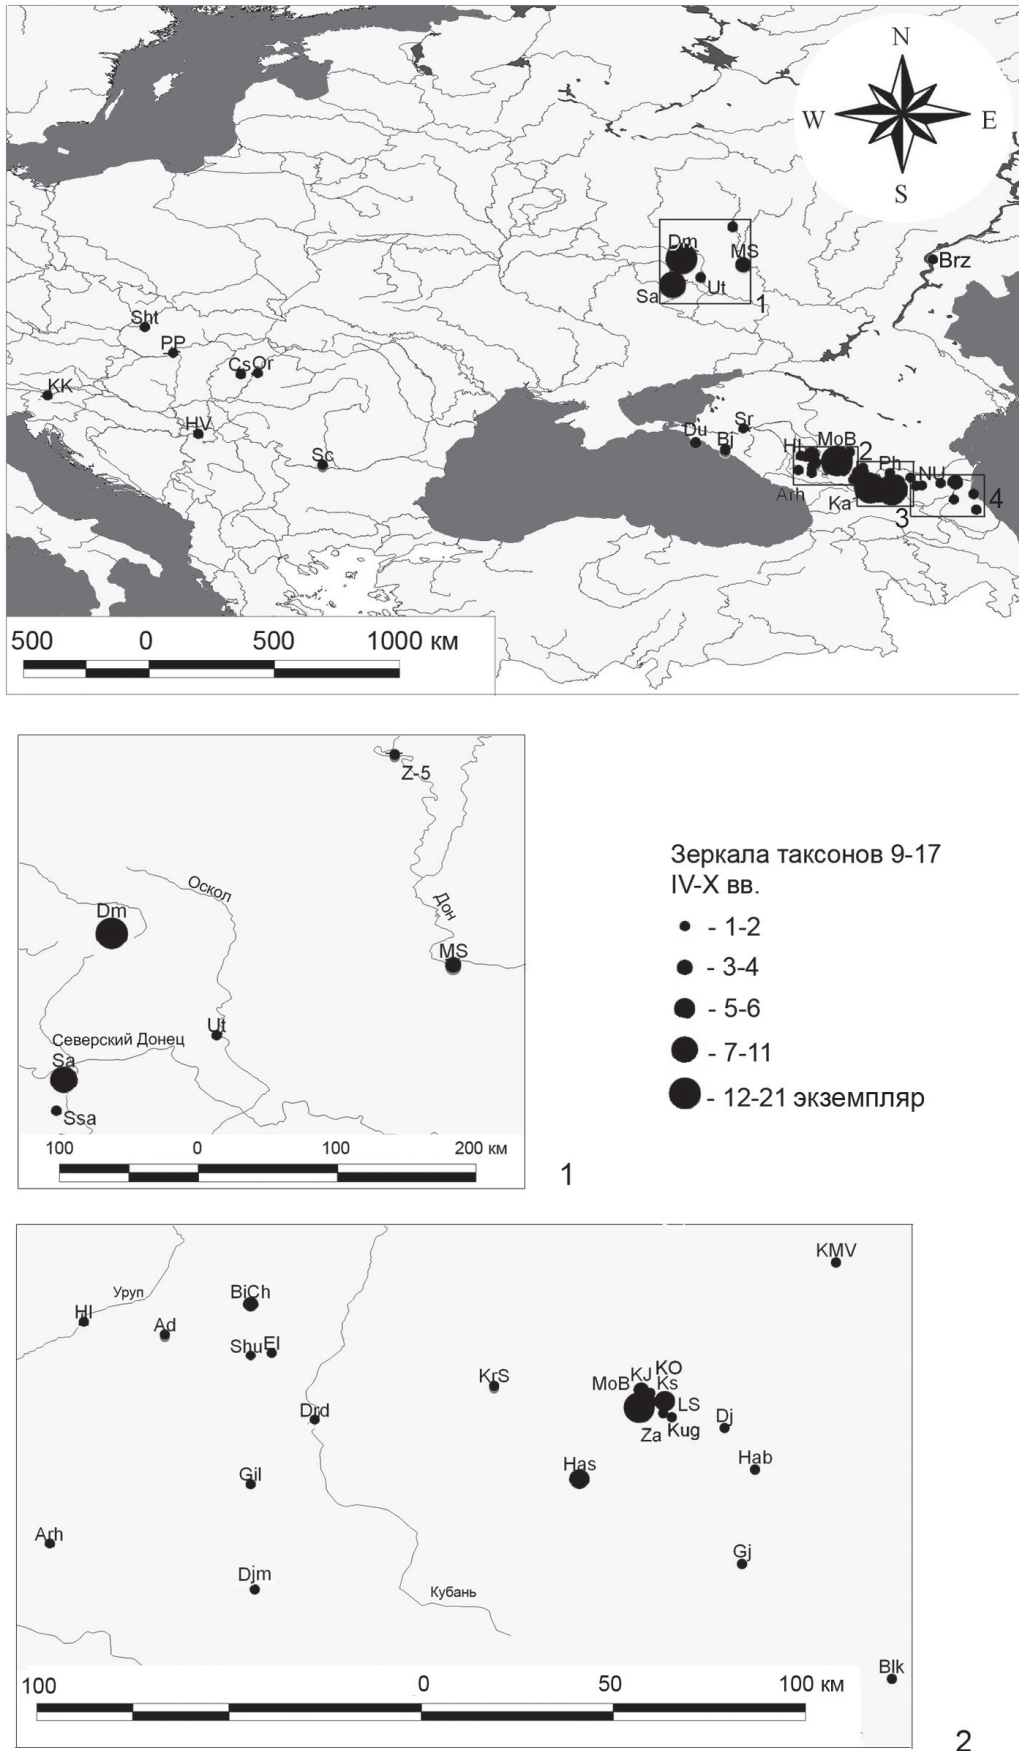 N
W E
S
Dm
MS
Brz
Ut
Sa
1
Sht
PP
Cs Or
KK
HV
Sc
Sr
Du
Bj
Hl MoB 2
Ph
NU
Arh
Ka
3
4
500 0 500 1000 км
Z-5
Оскол
Дон
Dm
MS
Ut
Северский Донец
Sa
Ssa
100 0 100 200 км
1
Зеркала таксонов 9-17
IV-X вв.
- 1-2
- 3-4
- 5-6
- 7-11
- 12-21 экземпляр
KMV
Уруп
BiCh
Hl
Ad
Shu El
KrS
KJ KO
MoB Ks
LS
Drd
Za Kug
Dj
Has
Hab
Gil
Arh
Gj
Djm
Кубань
Blk
100 0 50 100 км
2